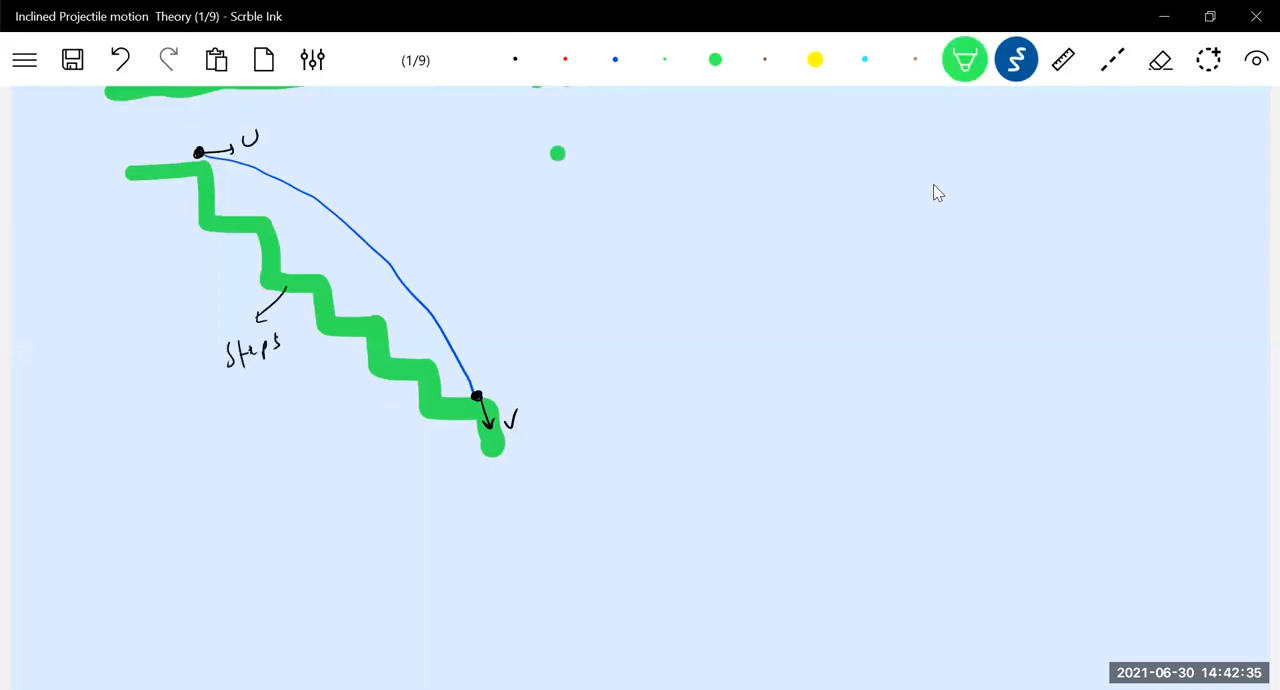 Inclined Projectile motion  Theory (1/9) - Scrble Ink
(1/9)
U
Steps
V
2021-06-30 14:42:35